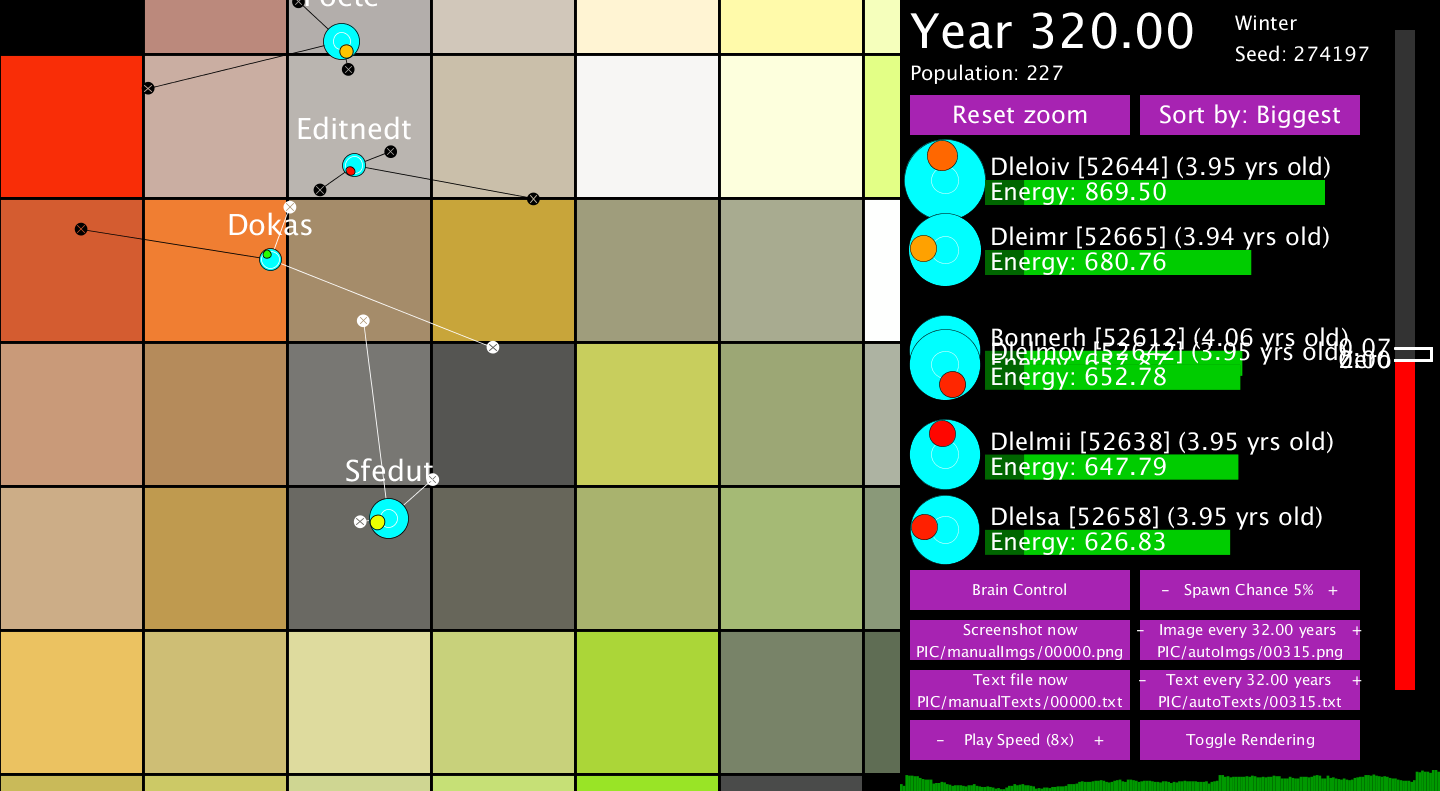 Editnedt
Dokas
Sfedut
Year 320.00
Winter
Seed: 274197
Population: 227
Reset zoom
Sort by: Biggest
Dleloiv [52644] (3.95 yrs old)
Energy: 869.50
Dleimr [52665] (3.94 yrs old)
Energy: 680.76
Bonnerh [52612] (4.06 yrs old)
[52642] (3.95 yrs old)
Energy: 652.78
Dlelmii [52638] (3.95 yrs old)
Energy: 647.79
Dlelsa [52658] (3.95 yrs old)
Energy: 626.83
Brain Control
- Spawn Chance 5% +
Screenshot now
PIC/manualImgs/00000.png
- Image every 32.00 years +
PIC/autoImgs/00315.png
Text file now
PIC/manualTexts/00000.txt
- Text every 32.00 years +
PIC/autoTexts/00315.txt
- Play Speed (8x) +
Toggle Rendering